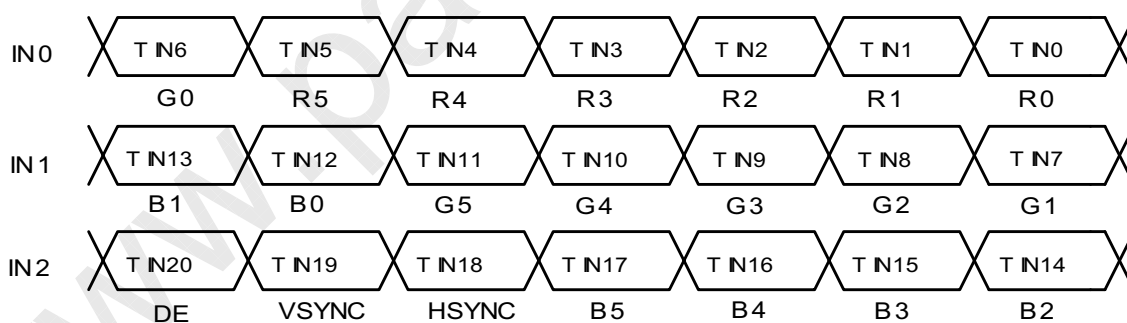 IN0 TIN6 TIN5 TIN4 TIN3 TIN2 TIN1 TIN0
G0 R5 R4 R3 R2 R1 R0
IN1 TIN13 TIN12 TIN11 TIN10 TIN9 TIN8 TIN7
B1 B0 G5 G4 G3 G2 G1
IN2 TIN20 TIN19 TIN18 TIN17 TIN16 TIN15 TIN14
DE VSYNC HSYNC B5 B4 B3 B2